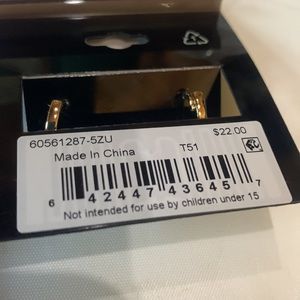 60561287-5ZU $22.00
Made In China T51
6 42447 43645 7
Not intended for use by children under 15